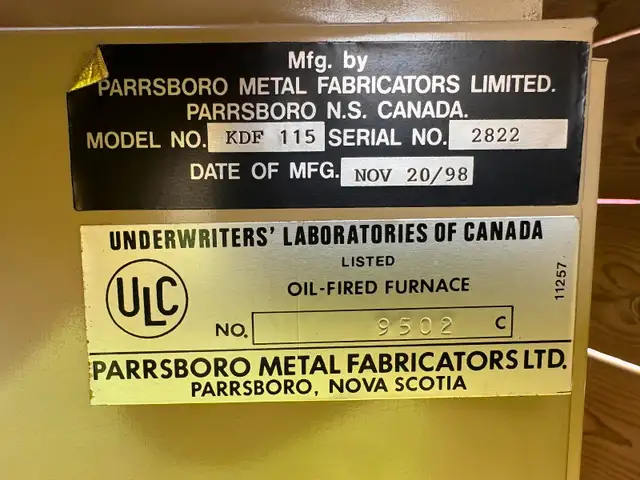 Mfg. by
PARRSBORO METAL FABRICATORS LIMITED.
PARRSBORO N.S. CANADA.
MODEL NO. KDF 115 SERIAL NO. 2822
DATE OF MFG. NOV 20/98
UNDERWRITERS' LABORATORIES OF CANADA
LISTED
OIL-FIRED FURNACE
ULC
NO. 9502 C
11257
PARRSBORO METAL FABRICATORS LTD.
PARRSBORO, NOVA SCOTIA